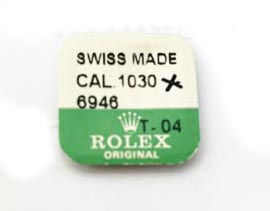 SWISS MADE
CAL.1030 x
6946
T-04
ROLEX
ORIGINAL